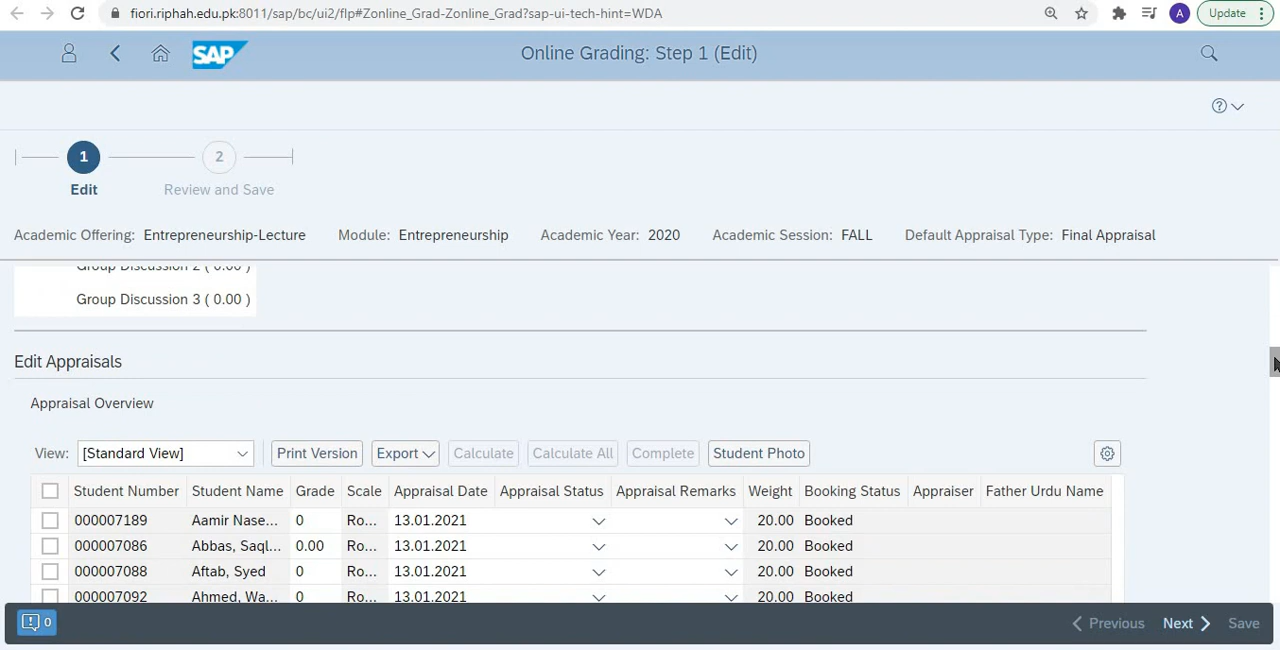 fiori.riphah.edu.pk:8011/sap/bc/ui2/flp#Zonline_Grad-Zonline_Grad?sap-ui-tech-hint=WDA A Update
SAP Online Grading: Step 1 (Edit)
1 2
Edit Review and Save
Academic Offering: Entrepreneurship-Lecture Module: Entrepreneurship Academic Year: 2020 Academic Session: FALL Default Appraisal Type: Final Appraisal
Group Discussion 2 ( 0.00 )
Group Discussion 3 ( 0.00 )
Edit Appraisals
Appraisal Overview
View: [Standard View] Print Version Export Calculate Calculate All Complete Student Photo
Student Number Student Name Grade Scale Appraisal Date Appraisal Status Appraisal Remarks Weight Booking Status Appraiser Father Urdu Name
000007189 Aamir Nase... 0 Ro... 13.01.2021 20.00 Booked
000007086 Abbas, Saql... 0.00 Ro... 13.01.2021 20.00 Booked
000007088 Aftab, Syed 0 Ro... 13.01.2021 20.00 Booked
000007092 Ahmed, Wa... 0 Ro... 13.01.2021 20.00 Booked
0 Previous Next Save